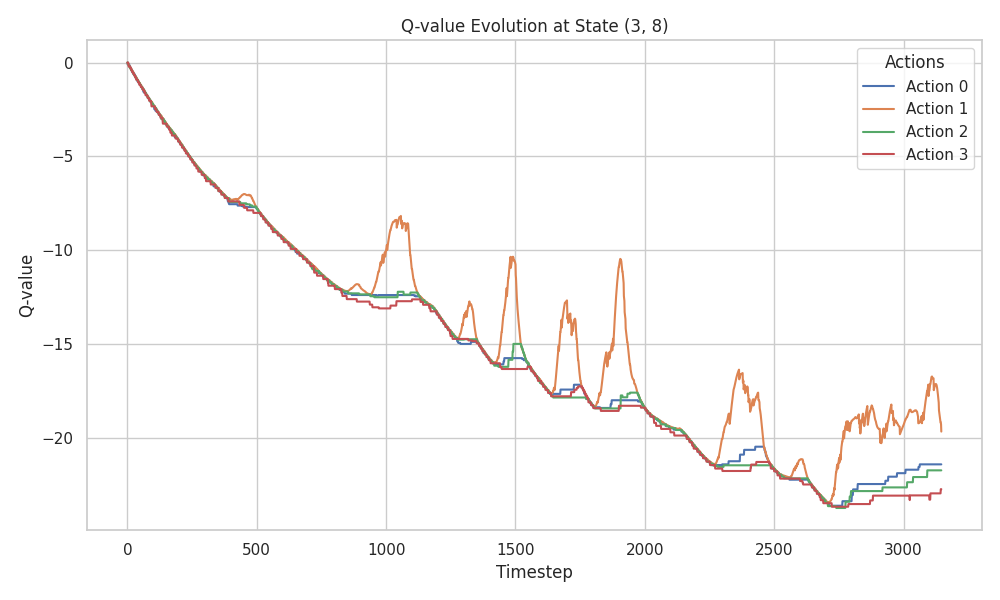 Q-value Evolution at State (3, 8)
Actions
Action 0
Action 1
Action 2
Action 3
Q-value
0
−5
−10
−15
−20
0
500
1000
1500
2000
2500
3000
Timestep